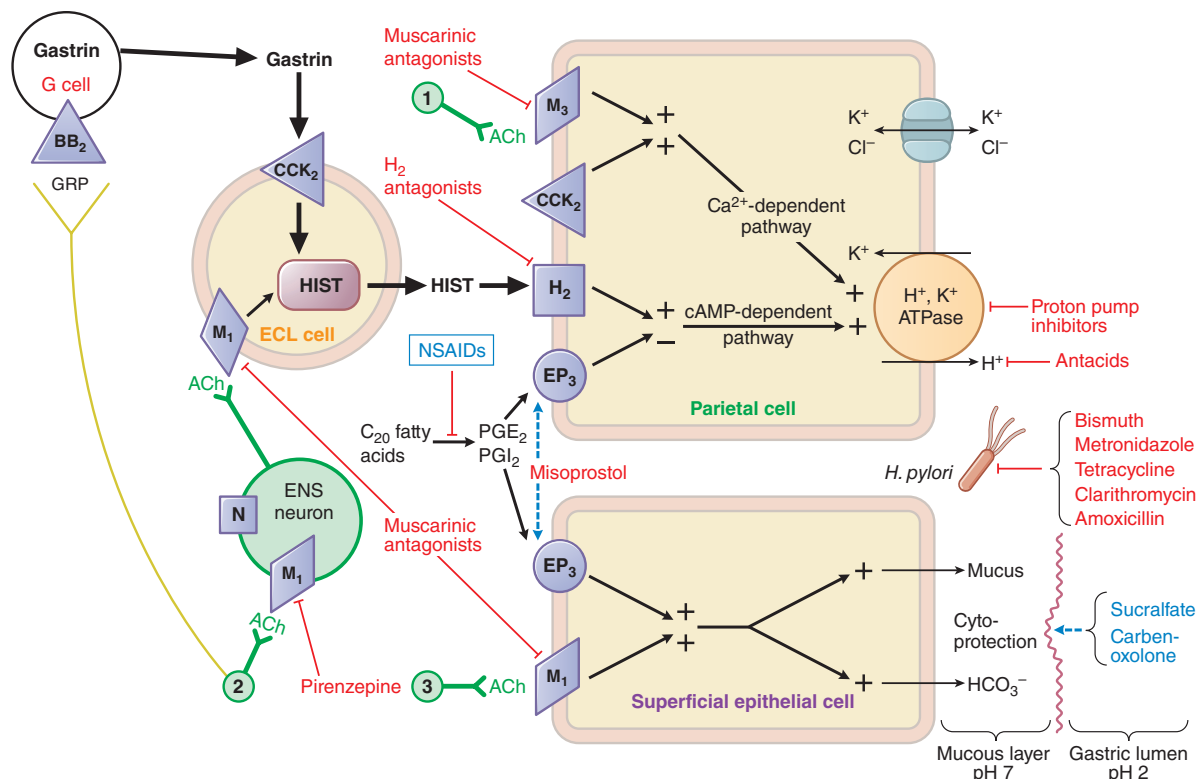 Gastrin
G cell
BB₂
GRP
Gastrin
CCK₂
HIST
ECL cell
M₁
ACh
HIST
ENS
neuron
N
M₁
ACh
2
Pirenzepine
Muscarinic
antagonists
1
ACh
M₃
CCK₂
H₂
antagonists
H₂
NSAIDs
EP₃
C₂₀ fatty
acids
PGE₂
PGI₂
Misoprostol
Muscarinic
antagonists
EP₃
3
ACh
M₁
+
+
Ca²⁺-dependent
pathway
+
+
−
cAMP-dependent
pathway
+
Parietal cell
K⁺
Cl⁻
K⁺
Cl⁻
K⁺
H⁺, K⁺
ATPase
Proton pump
inhibitors
H⁺
Antacids
H. pylori
Bismuth
Metronidazole
Tetracycline
Clarithromycin
Amoxicillin
+
+
+
+
Superficial epithelial cell
Mucus
Cyto-
protection
HCO₃⁻
Sucralfate
Carben-
oxolone
Mucous layer
pH 7
Gastric lumen
pH 2